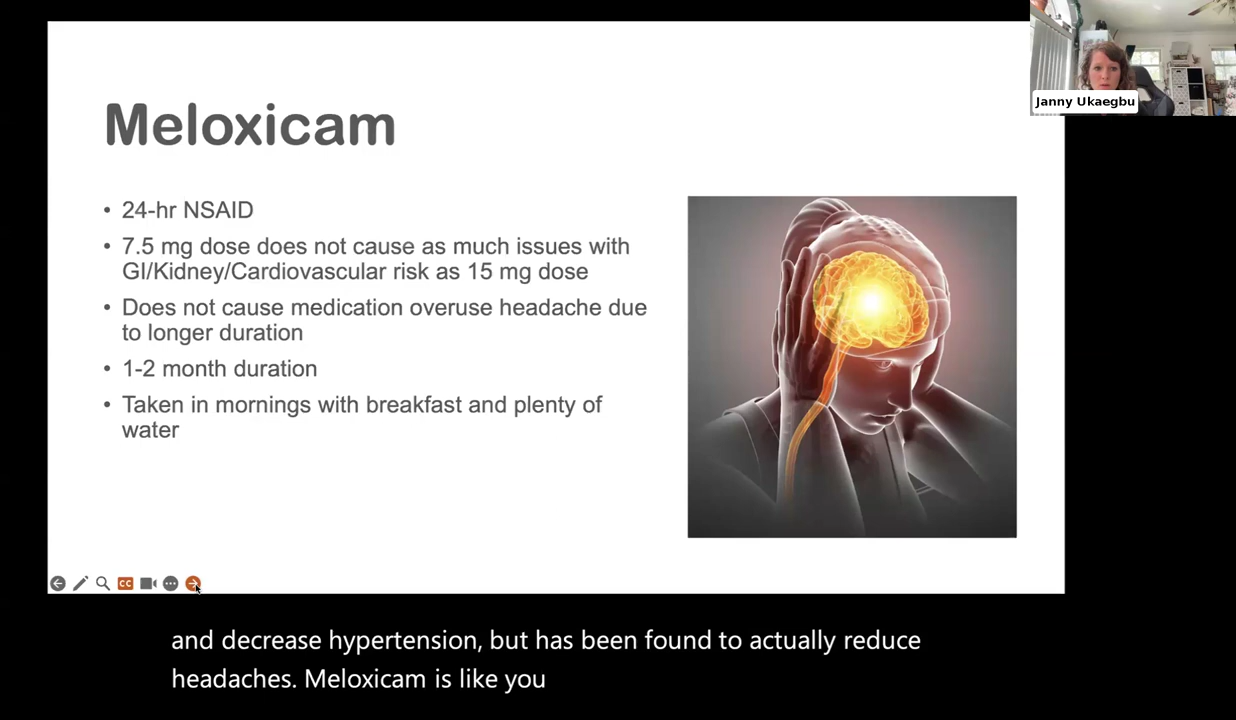 Janny Ukaegbu
Meloxicam
• 24-hr NSAID
• 7.5 mg dose does not cause as much issues with
GI/Kidney/Cardiovascular risk as 15 mg dose
• Does not cause medication overuse headache due
to longer duration
• 1-2 month duration
• Taken in mornings with breakfast and plenty of
water
CC
and decrease hypertension, but has been found to actually reduce
headaches. Meloxicam is like you